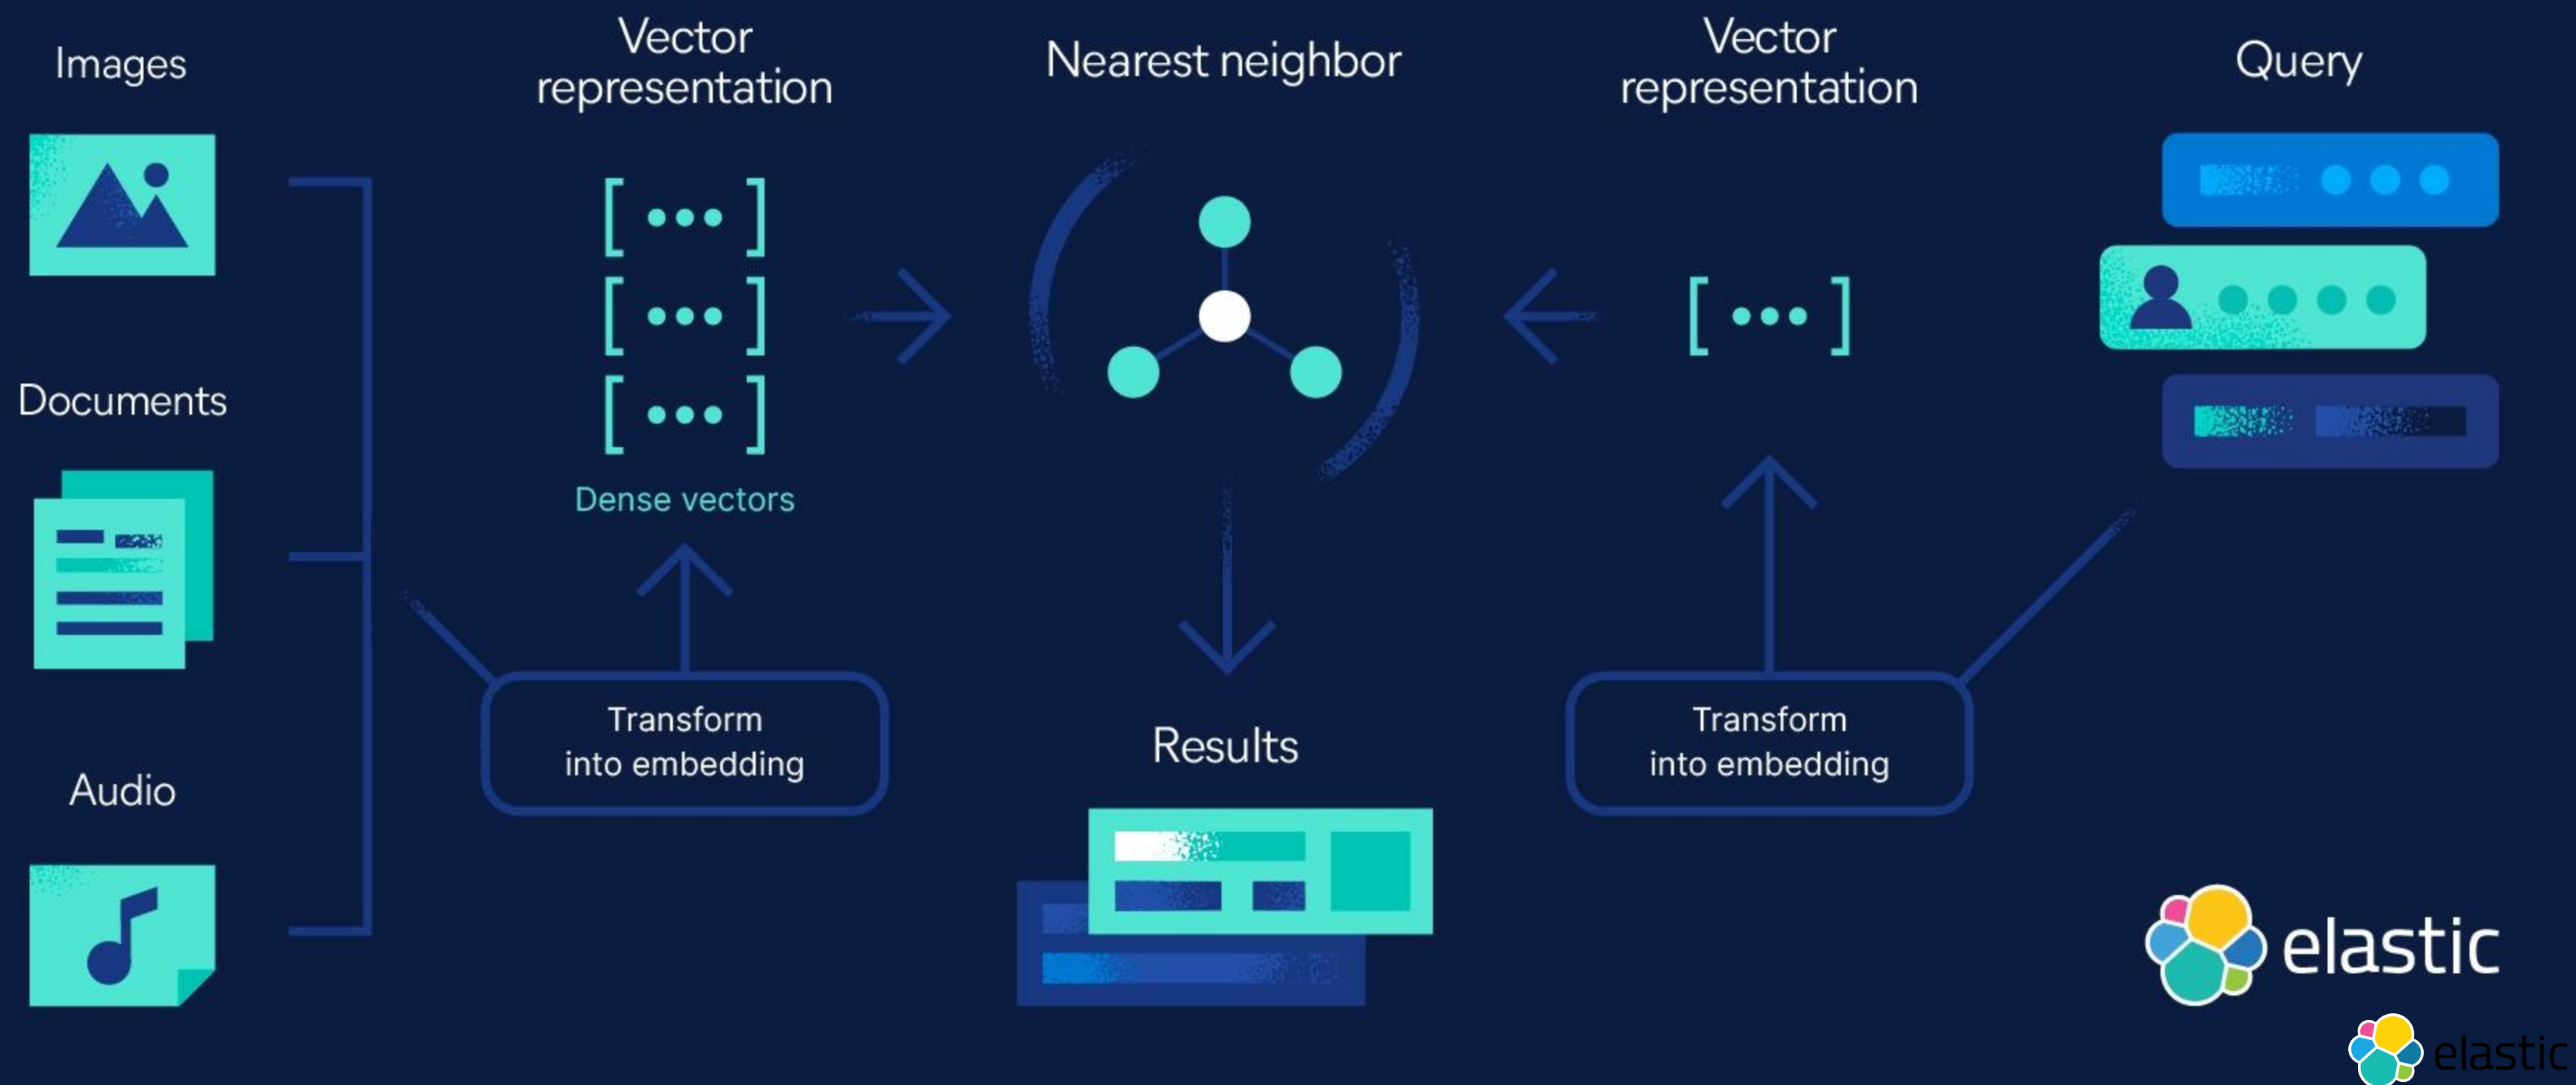 Images
Documents
Audio
Vector
representation
Dense vectors
Transform
into embedding
Nearest neighbor
Results
Vector
representation
Transform
into embedding
Query
elastic
elastic